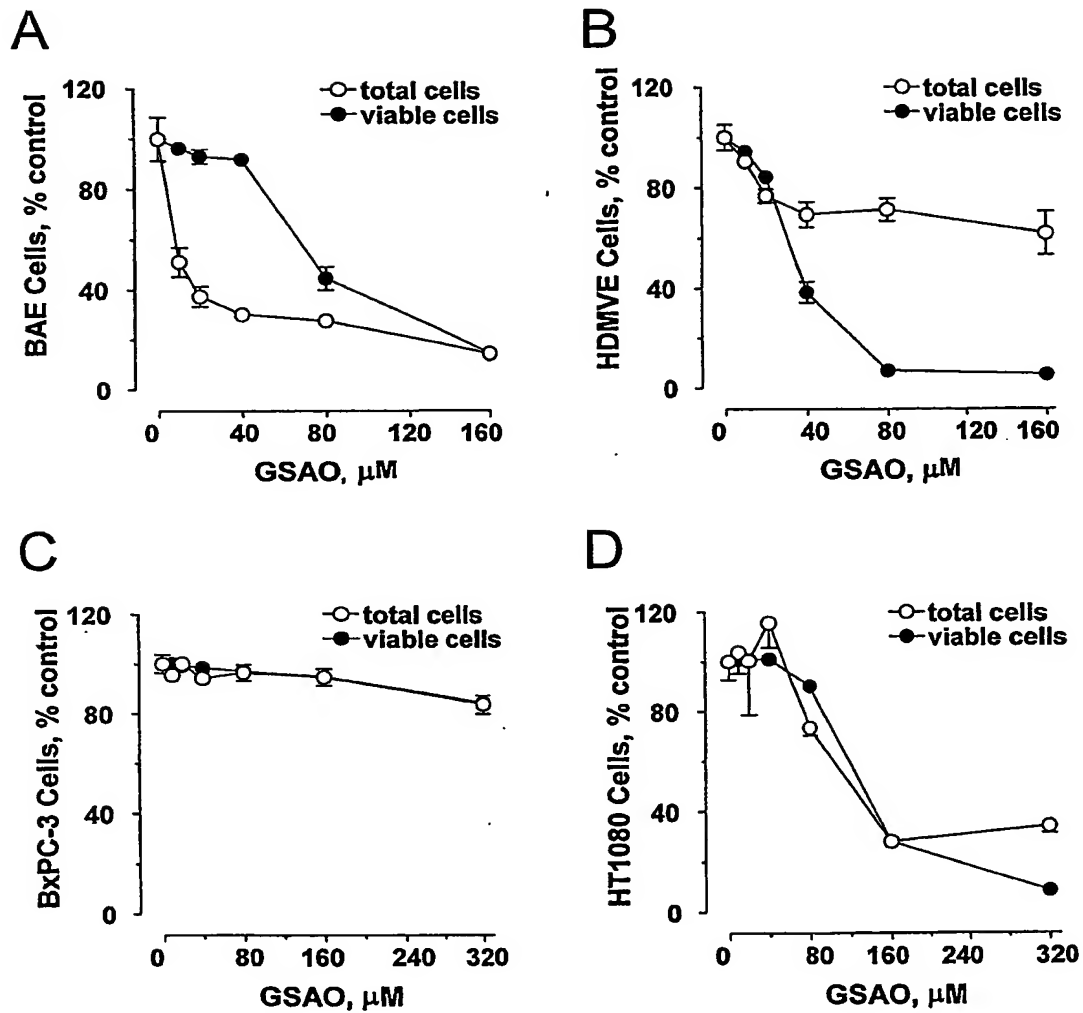 A
120
80
40
0
BAE Cells, % control
total cells
viable cells
0 40 80 120 160
GSAO, µM
B
120
80
40
0
HDMVE Cells, % control
total cells
viable cells
0 40 80 120 160
GSAO, µM
C
120
80
40
0
BxPC-3 Cells, % control
total cells
viable cells
0 80 160 240 320
GSAO, µM
D
120
80
40
0
HT1080 Cells, % control
total cells
viable cells
0 80 160 240 320
GSAO, µM